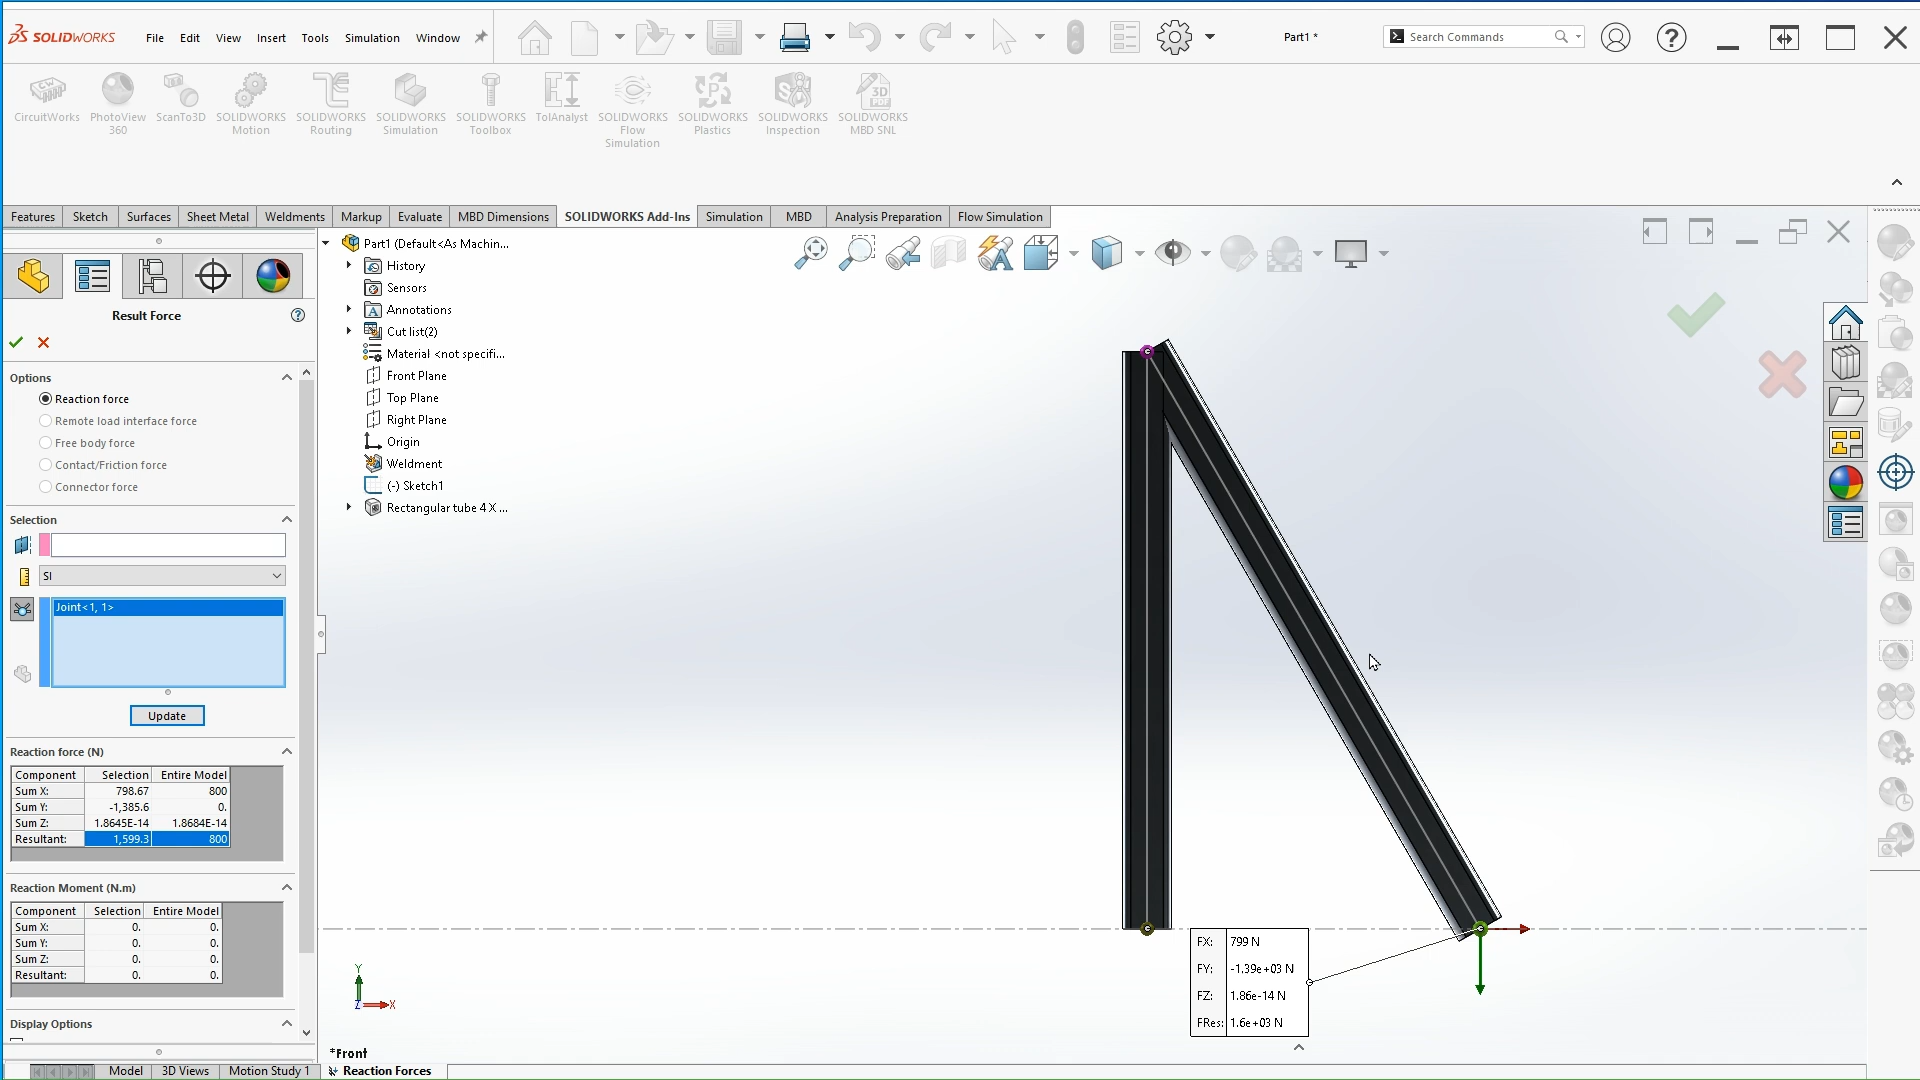 SOLIDWORKS File Edit View Insert Tools Simulation Window Part1 * Search Commands
CircuitWorks PhotoView 360 ScanTo3D SOLIDWORKS Motion SOLIDWORKS Routing SOLIDWORKS Simulation SOLIDWORKS Toolbox TolAnalyst SOLIDWORKS Flow Simulation SOLIDWORKS Plastics SOLIDWORKS Inspection SOLIDWORKS MBD SNL
Features Sketch Surfaces Sheet Metal Weldments Markup Evaluate MBD Dimensions SOLIDWORKS Add-Ins Simulation MBD Analysis Preparation Flow Simulation
Result Force
Options
Reaction force
Remote load interface force
Free body force
Contact/Friction force
Connector force
Selection
SI
Joint<1, 1>
Update
Reaction force (N)
Component Selection Entire Model
Sum X: 798.67 800
Sum Y: -1,385.6 0.
Sum Z: 1.8645E-14 1.8684E-14
Resultant: 1,599.3 800
Reaction Moment (N.m)
Component Selection Entire Model
Sum X: 0. 0.
Sum Y: 0. 0.
Sum Z: 0. 0.
Resultant: 0. 0.
Display Options
Part1 (Default<As Machin...
History
Sensors
Annotations
Cut list(2)
Material <not specifi...
Front Plane
Top Plane
Right Plane
Origin
Weldment
(-) Sketch1
Rectangular tube 4 X ...
FX: 799 N
FY: -1.39e+03 N
FZ: 1.86e-14 N
FRes: 1.6e+03 N
Y
Z X
*Front
Model 3D Views Motion Study 1 Reaction Forces